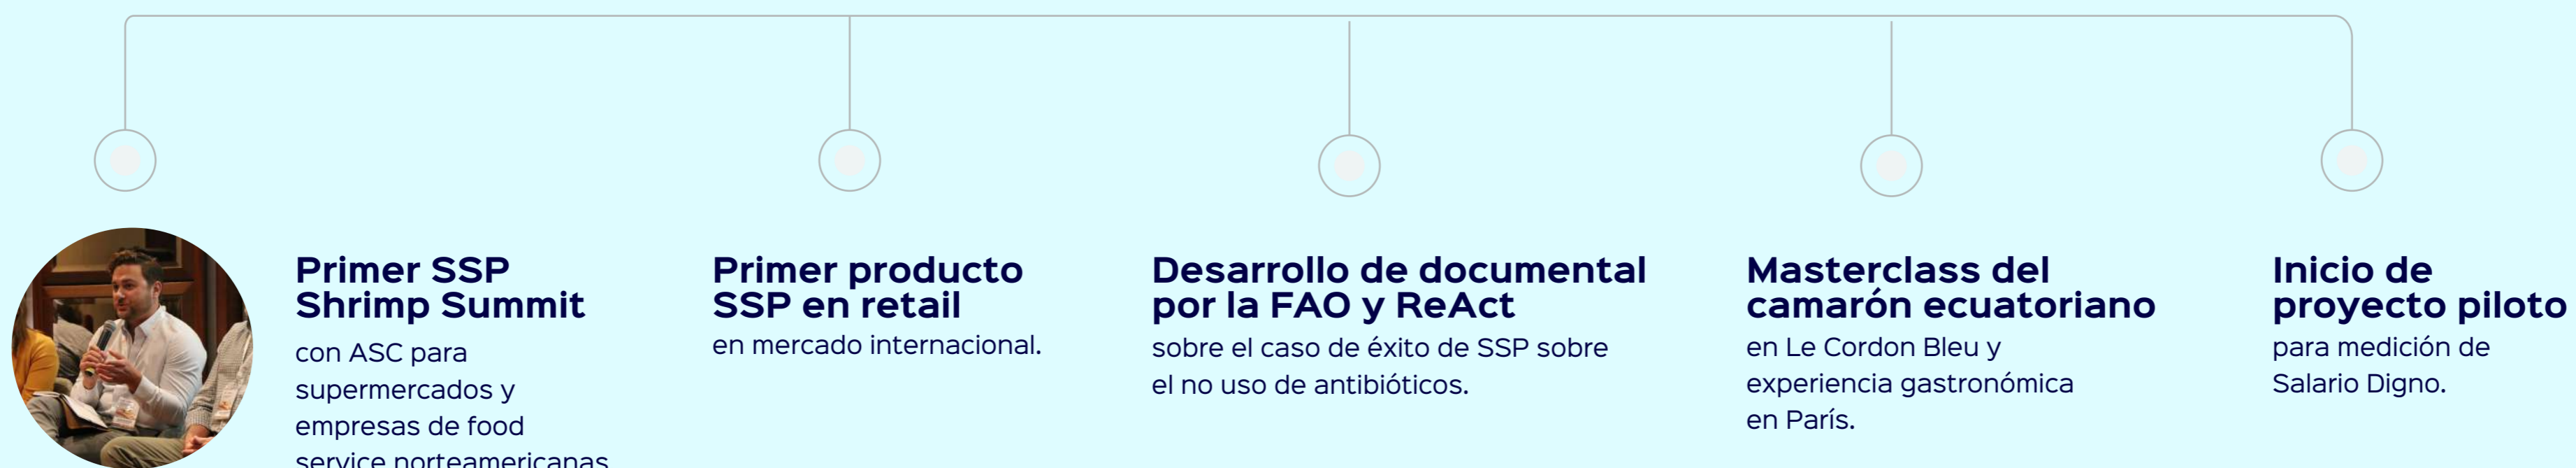 Primer SSP
Shrimp Summit
con ASC para
supermercados y
empresas de food
service norteamericanas
Primer producto
SSP en retail
en mercado internacional.
Desarrollo de documental
por la FAO y ReAct
sobre el caso de éxito de SSP sobre
el no uso de antibióticos.
Masterclass del
camarón ecuatoriano
en Le Cordon Bleu y
experiencia gastronómica
en París.
Inicio de
proyecto piloto
para medición de
Salario Digno.